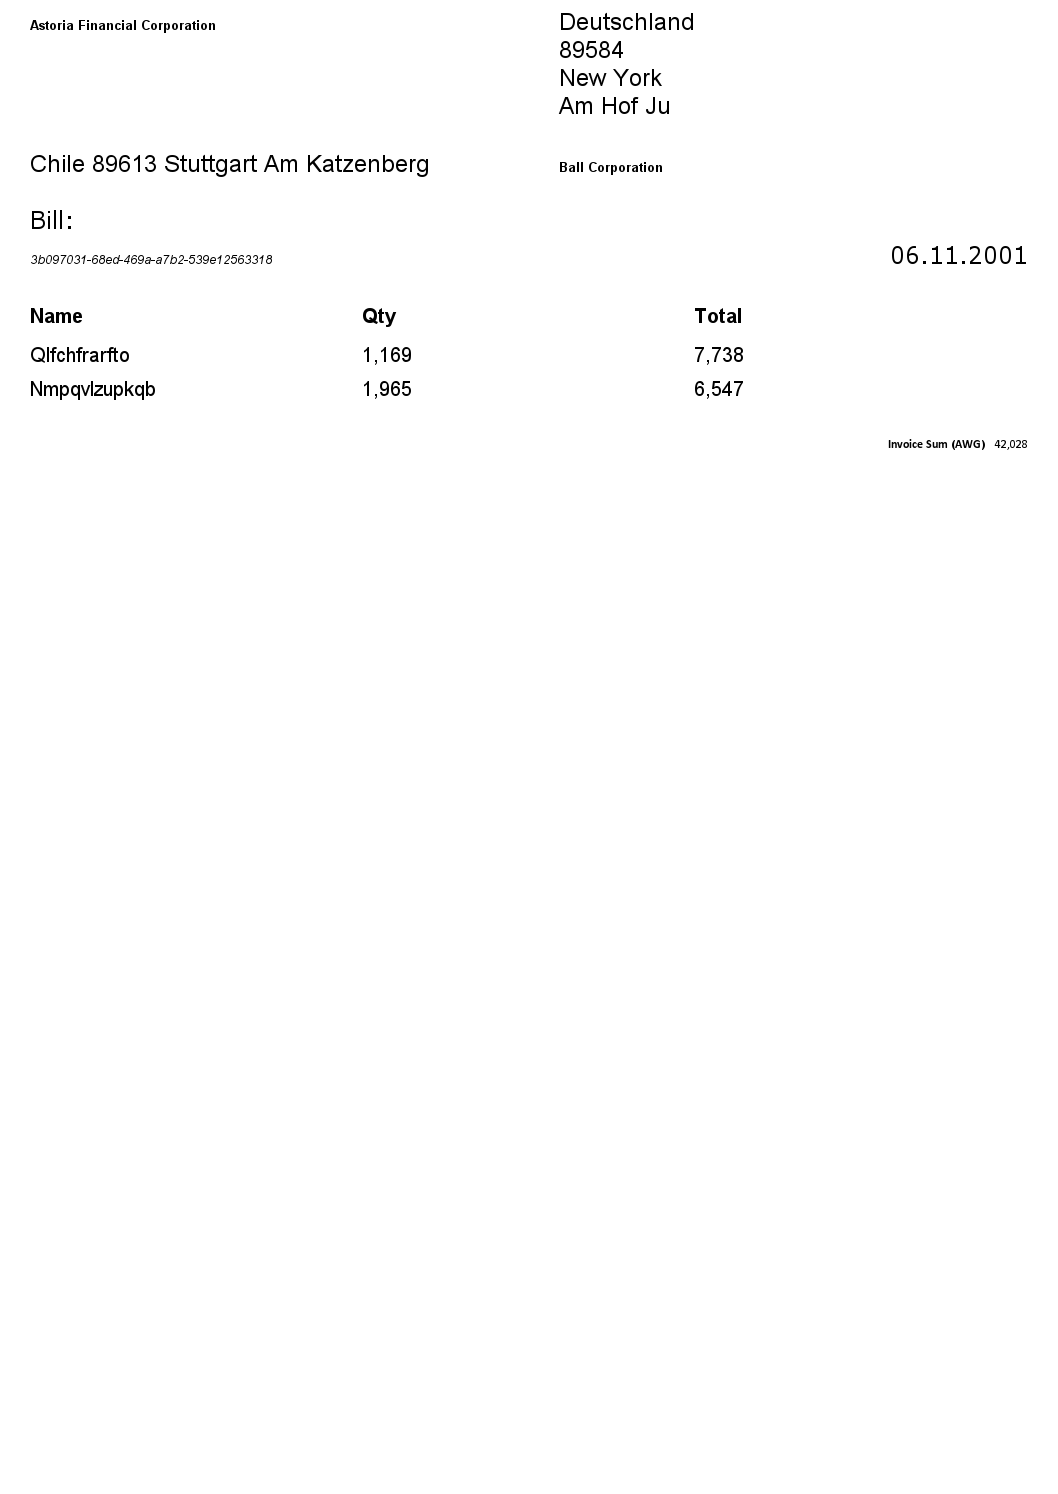 Astoria Financial Corporation
Deutschland
89584
New York
Am Hof Ju
Chile 89613 Stuttgart Am Katzenberg
Ball Corporation
Bill:
3b097031-68ed-469a-a7b2-539e12563318
06.11.2001
Name Qty Total
Qlfchfrarfto 1,169 7,738
Nmpqvlzupkqb 1,965 6,547
Invoice Sum (AWG) 42,028